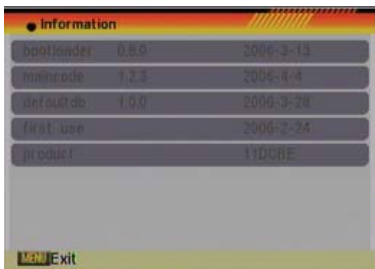 Information
bootloader 0.8.0 2006-3-13
maincode 1.2.3 2006-4-4
defaultdb 1.0.0 2006-3-28
first use 2006-2-24
product
MENU Exit